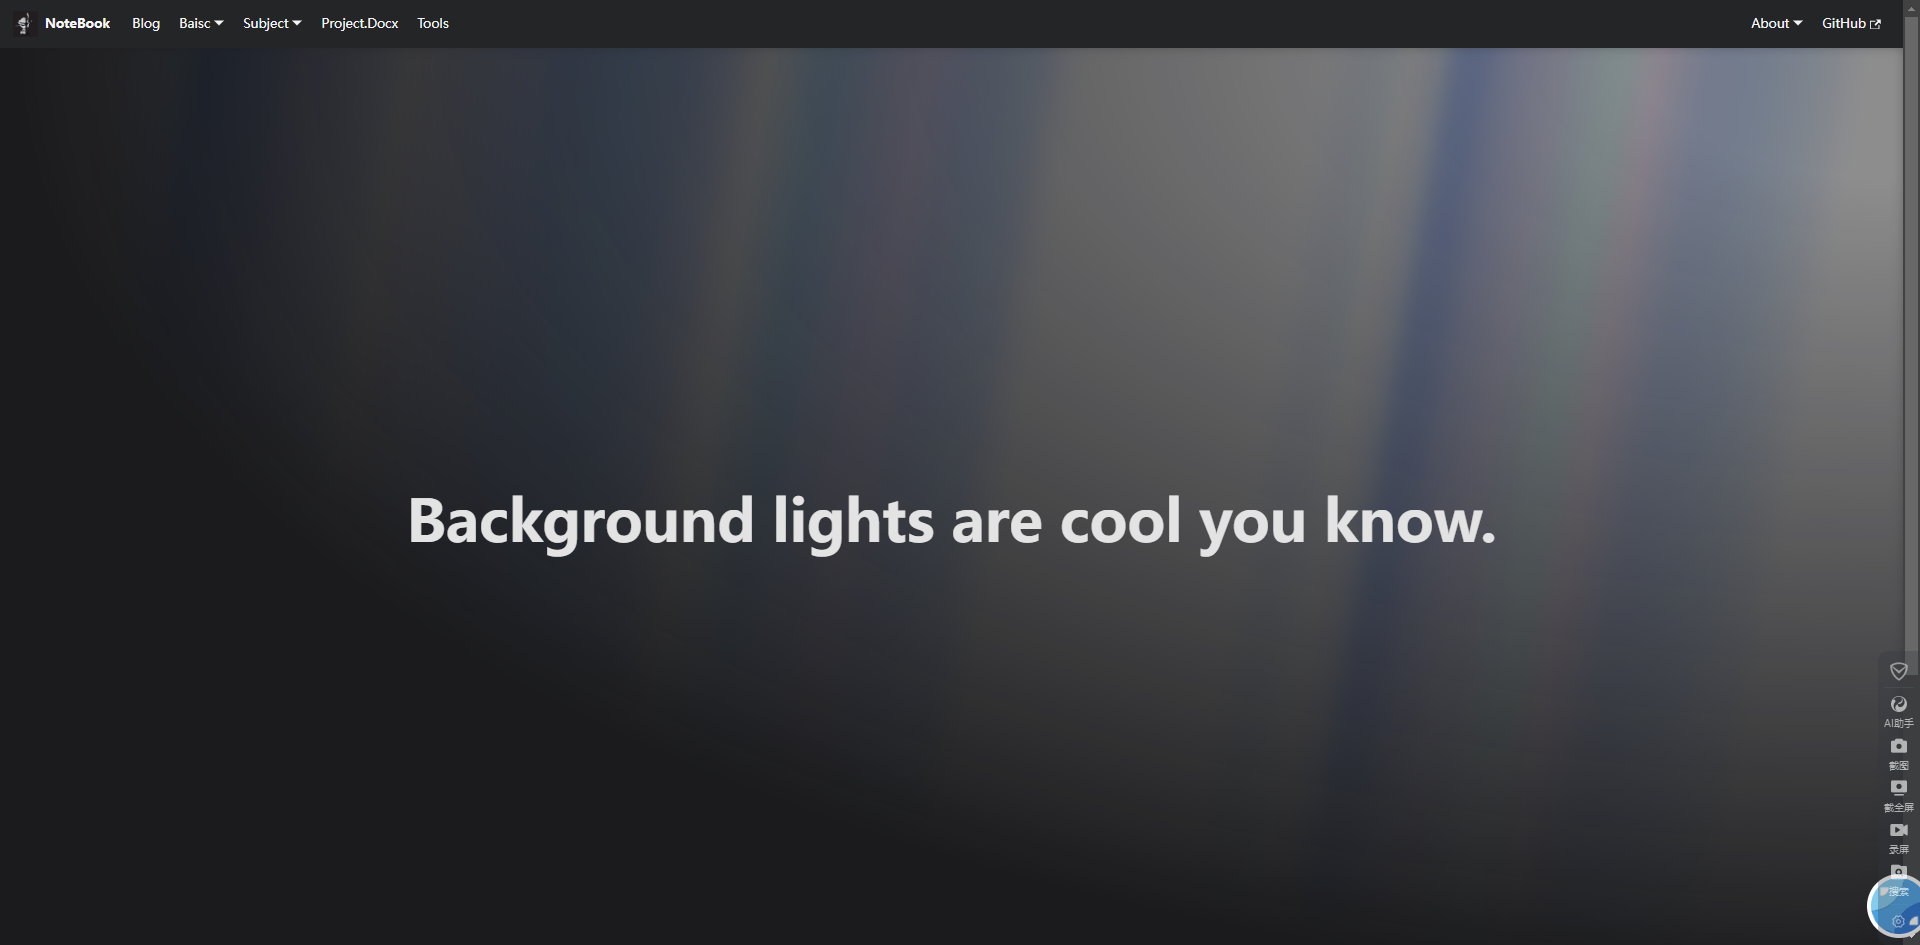 NoteBook Blog Baisc Subject Project.Docx Tools About GitHub
Background lights are cool you know.
AI助手
截图
截全屏
录屏
搜索